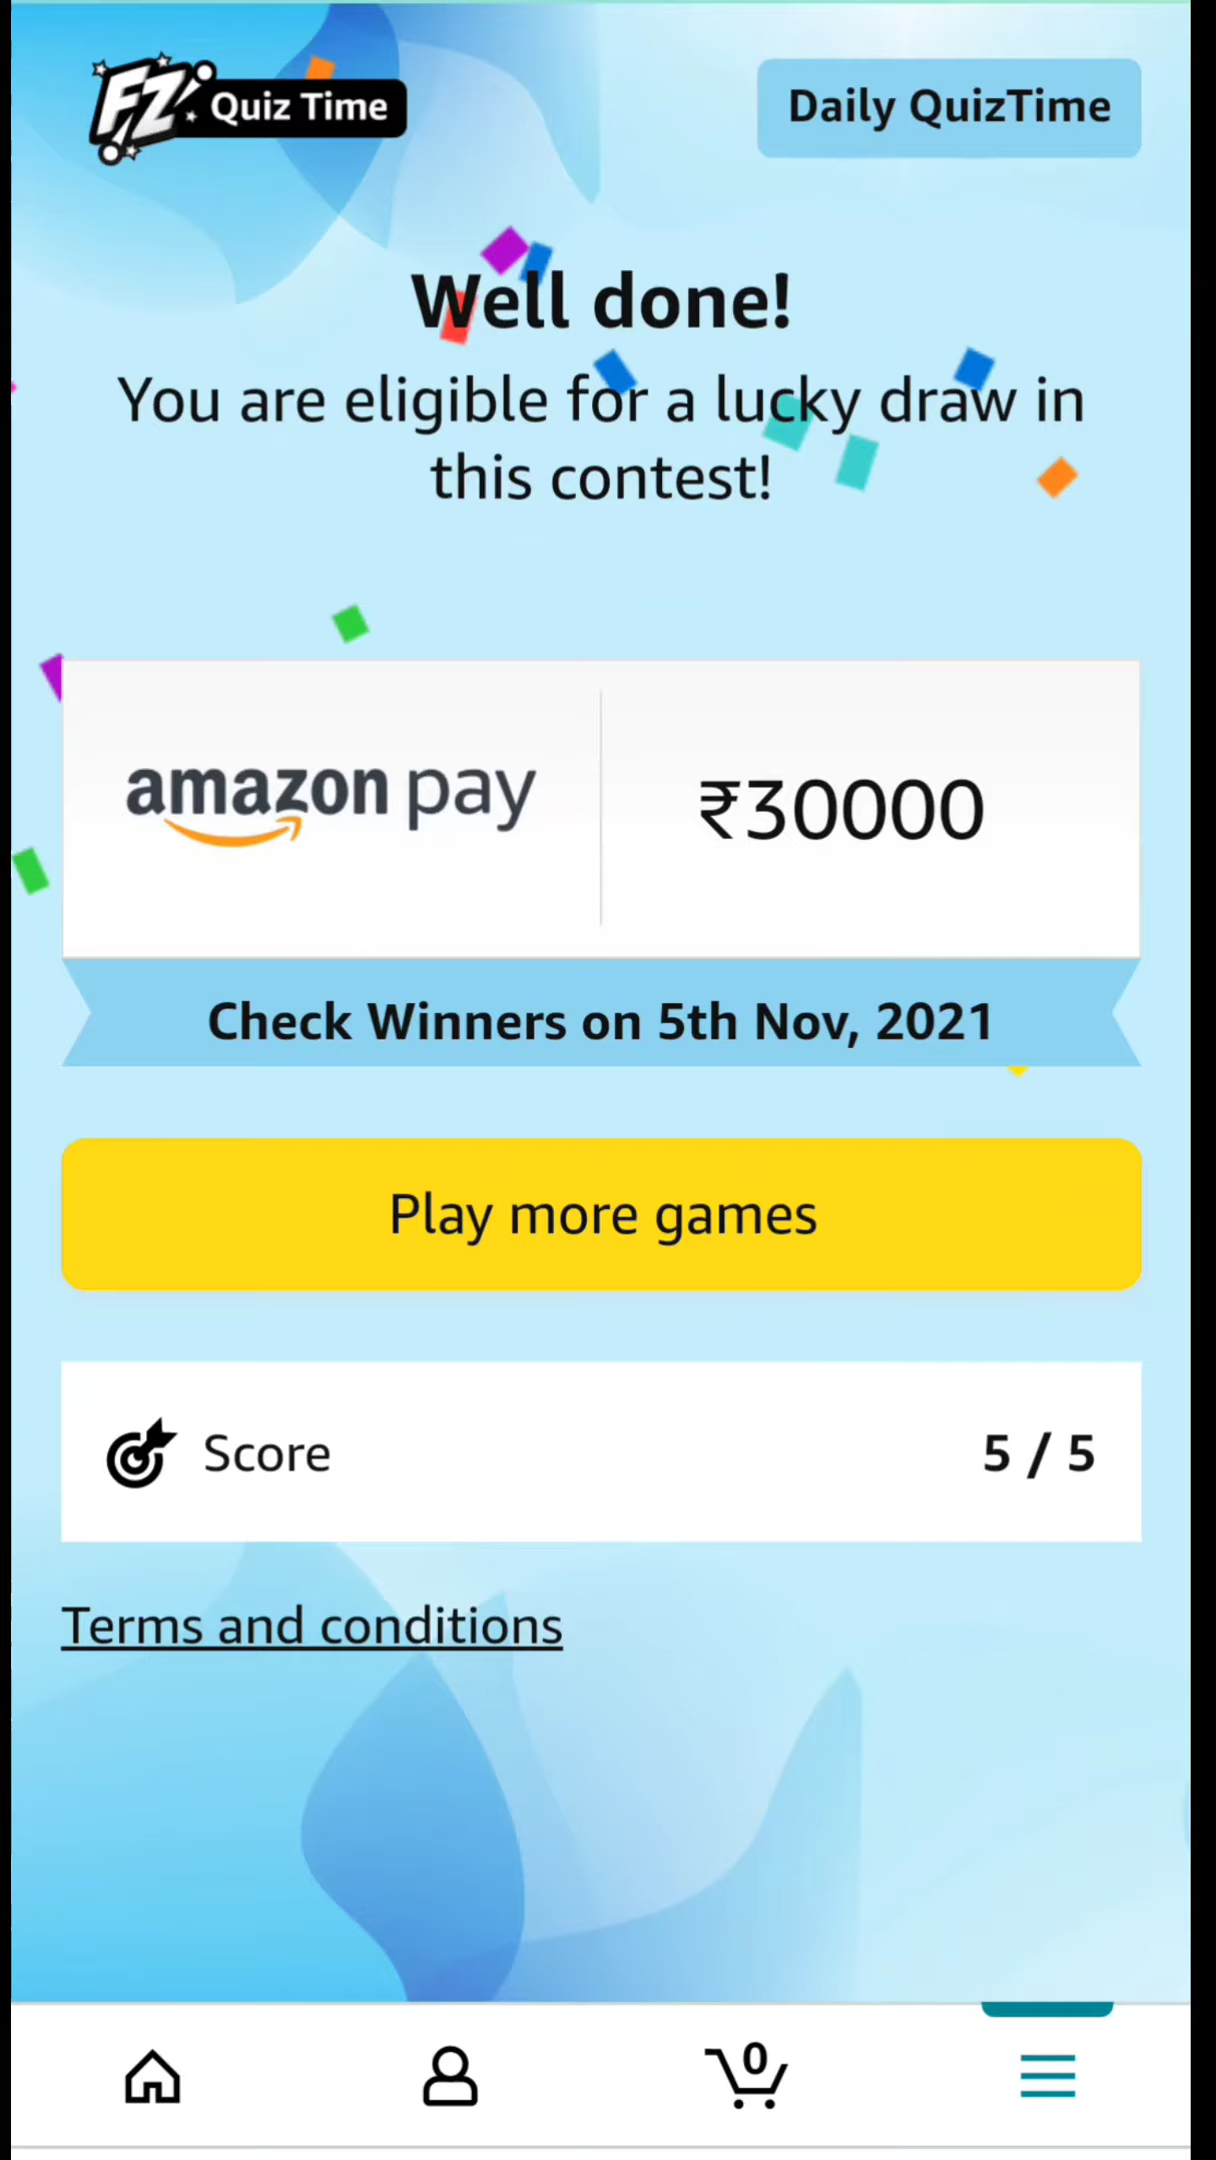 FZ Quiz Time
Daily QuizTime
Well done!
You are eligible for a lucky draw in
this contest!
amazon pay
₹30000
Check Winners on 5th Nov, 2021
Play more games
Score
5 / 5
Terms and conditions
0